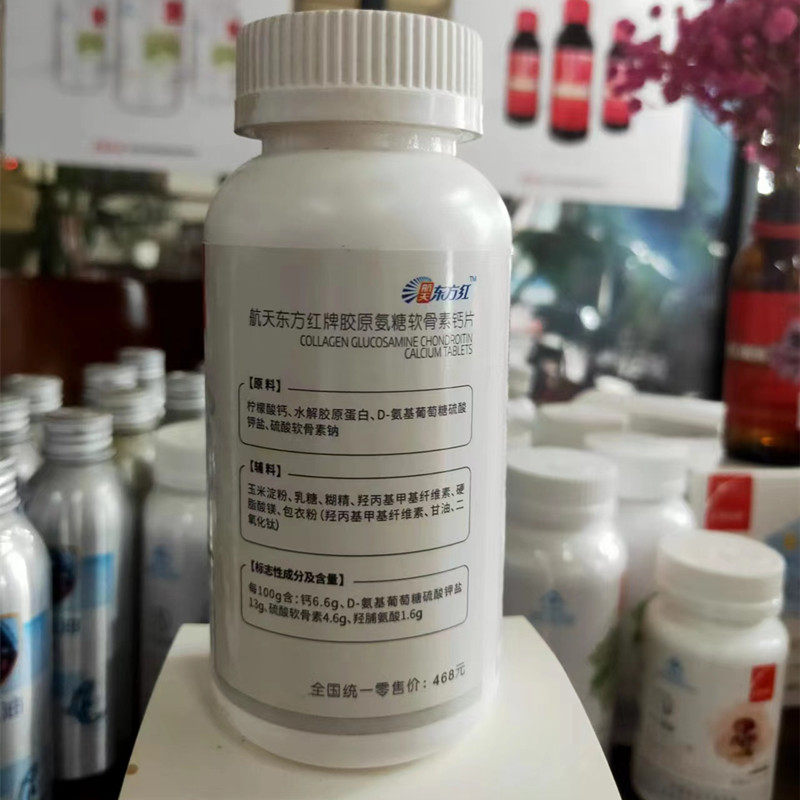 航天 东方红 TM
航天东方红牌胶原氨糖软骨素钙片
COLLAGEN GLUCOSAMINE CHONDROITIN
CALCIUM TABLETS
【原料】
柠檬酸钙、水解胶原蛋白、D-氨基葡萄糖硫酸
钾盐、硫酸软骨素钠
【辅料】
玉米淀粉、乳糖、糊精、羟丙基甲基纤维素、硬
脂酸镁、包衣粉(羟丙基甲基纤维素、甘油、二
氧化钛)
【标志性成分及含量】
每100g含:钙6.6g、D-氨基葡萄糖硫酸钾盐
13g、硫酸软骨素4.6g、羟脯氨酸1.6g
全国统一零售价:468元
油